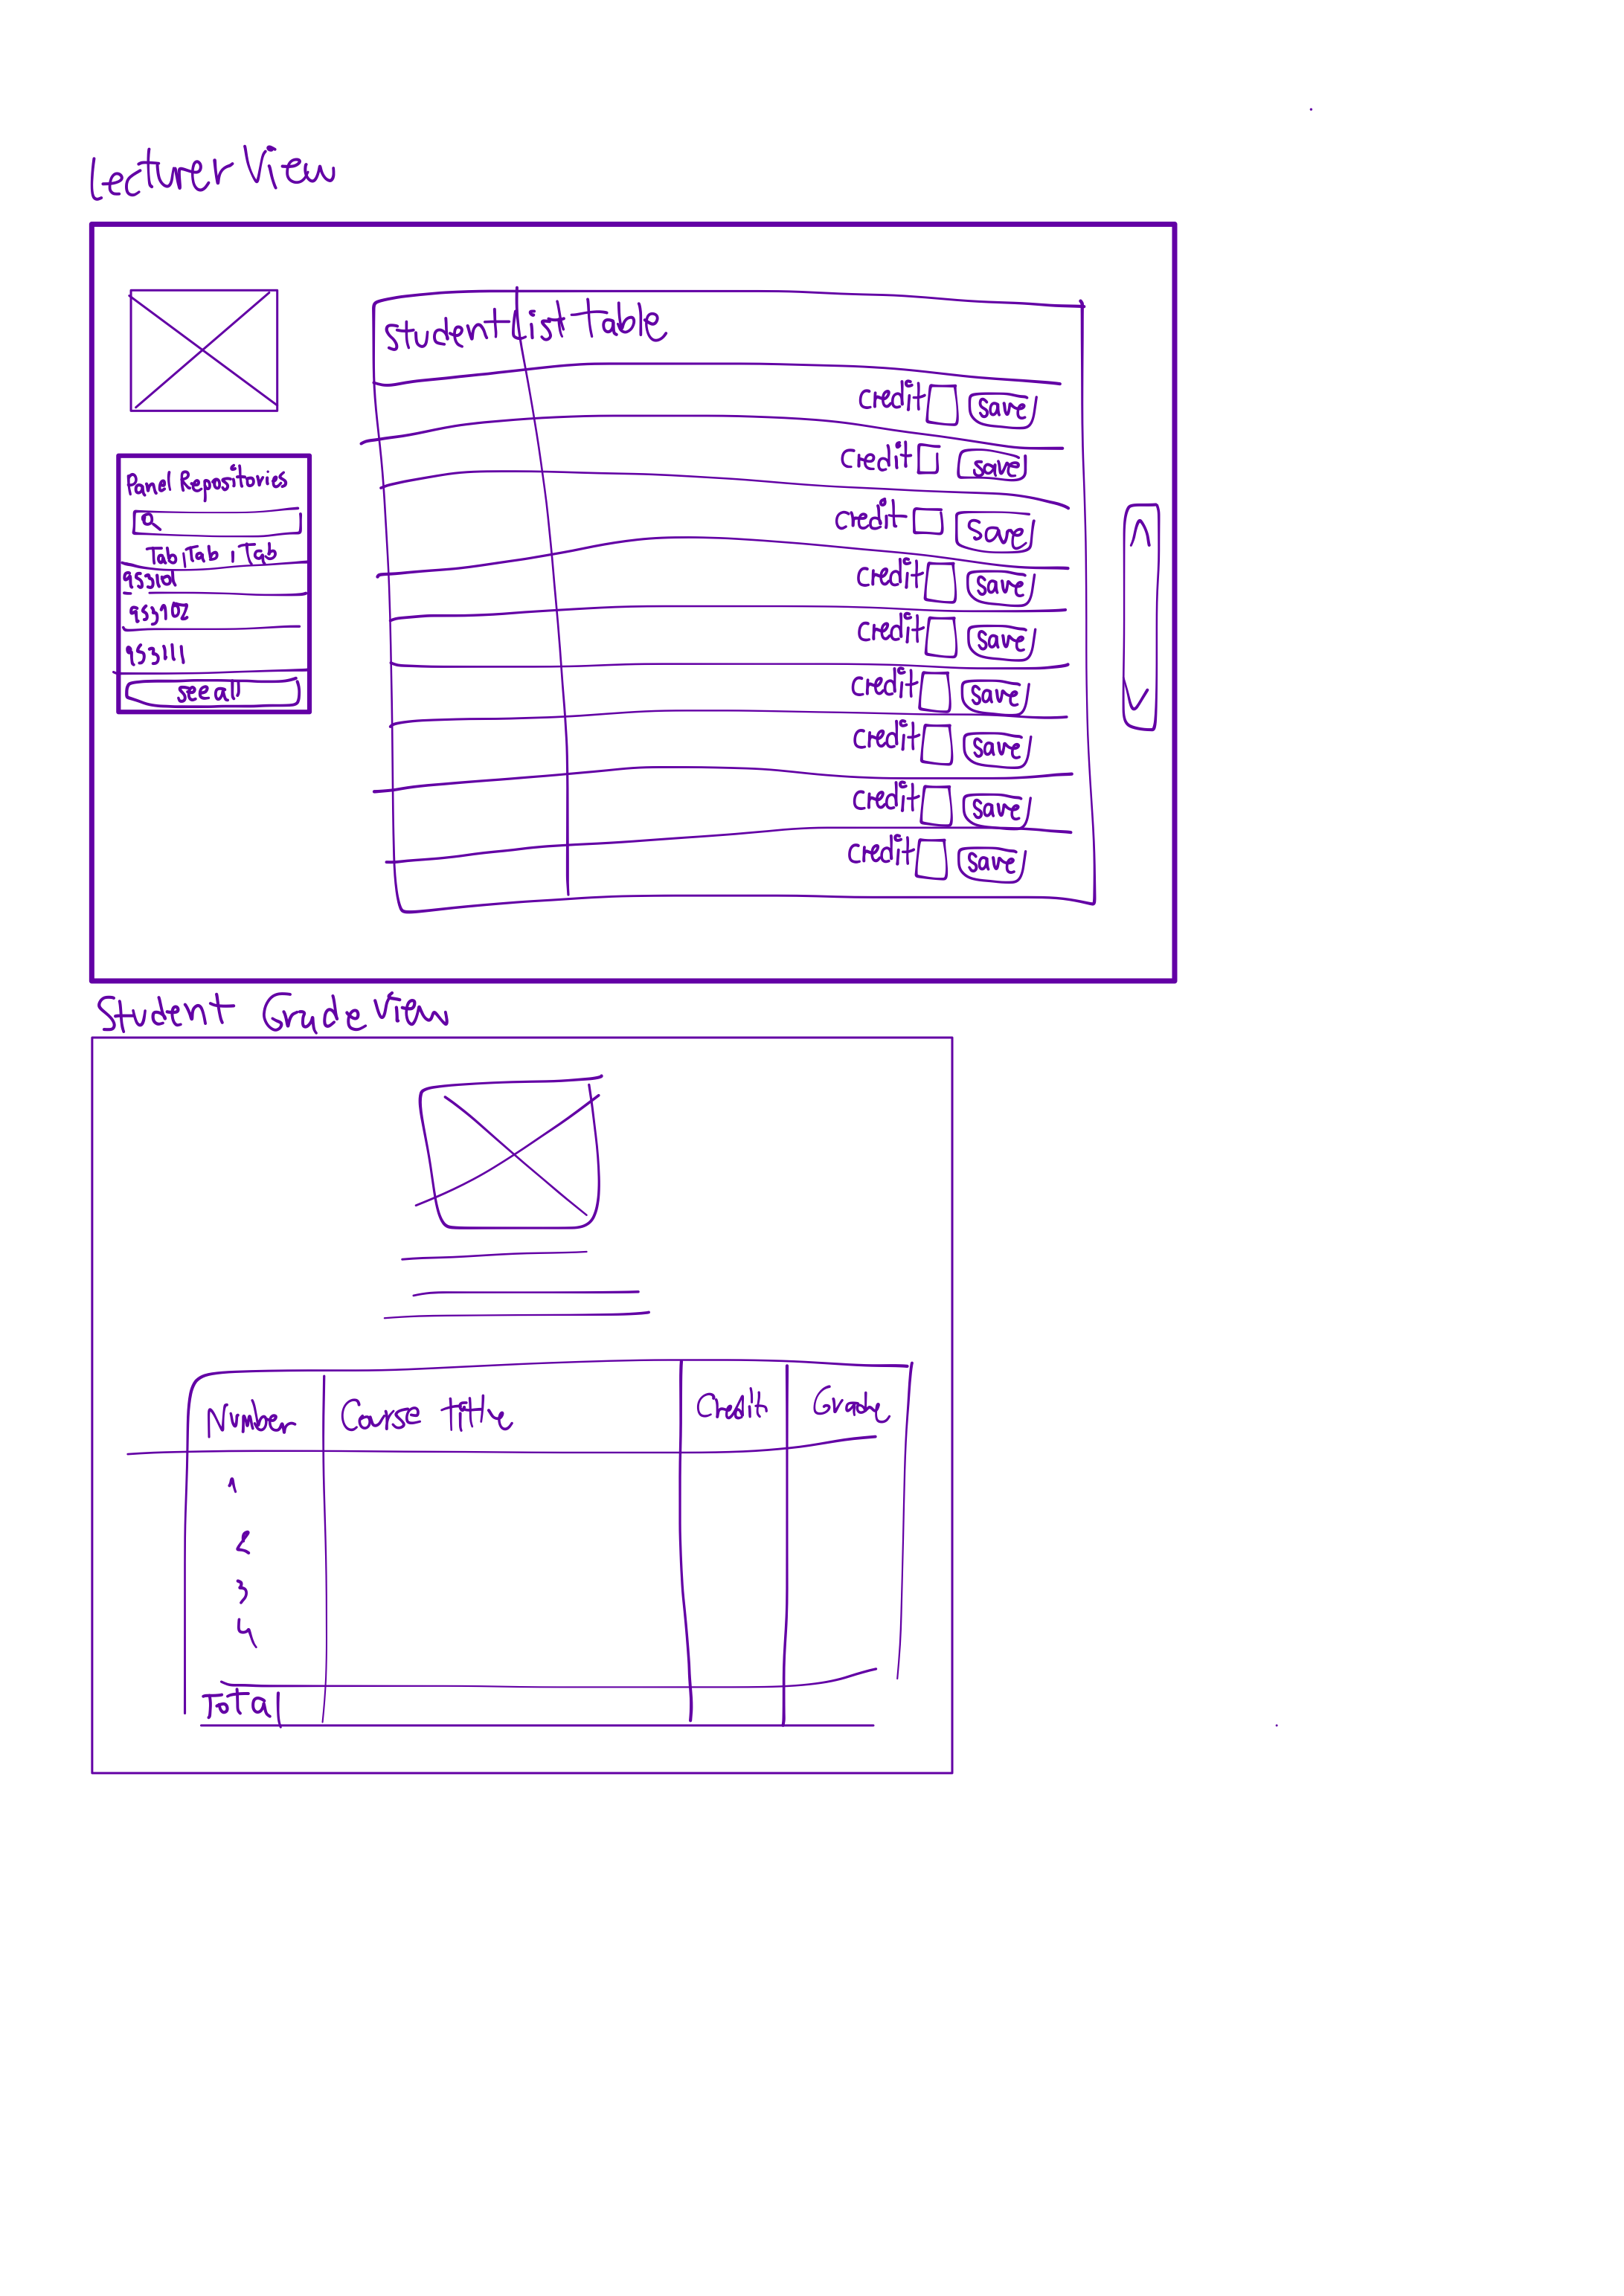 Lecturer View
Student List Table
Panel Repositories
Tab, Tab, Tab
953102
953111
see all
credit save
credit save
credit save
credit save
credit save
credit save
credit save
credit save
credit save
Student Grade View
Number Course title Credit Grade
1
2
3
4
Total